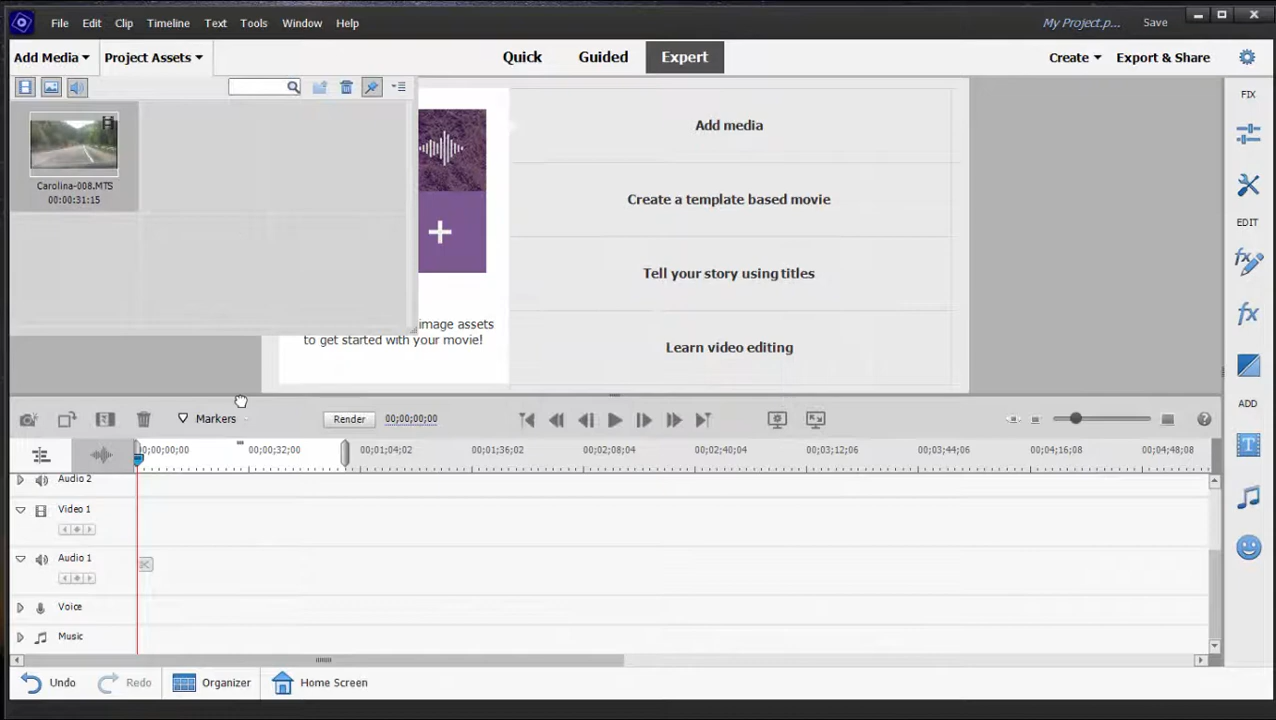 File Edit Clip Timeline Text Tools Window Help
My Project.p... Save
Add Media Project Assets
Quick Guided Expert
Create Export & Share
FIX
Carolina-008.MTS
00:00:31:15
Add media
Create a template based movie
Tell your story using titles
Learn video editing
image assets
to get started with your movie!
EDIT
ADD
Markers Render 00;00;00;00
00;00;32;00 00;01;04;02 00;01;36;02 00;02;08;04 00;02;40;04 00;03;12;06 00;03;44;06 00;04;16;08 00;04;48;08
Audio 2
Video 1
Audio 1
Voice
Music
Undo Redo Organizer Home Screen